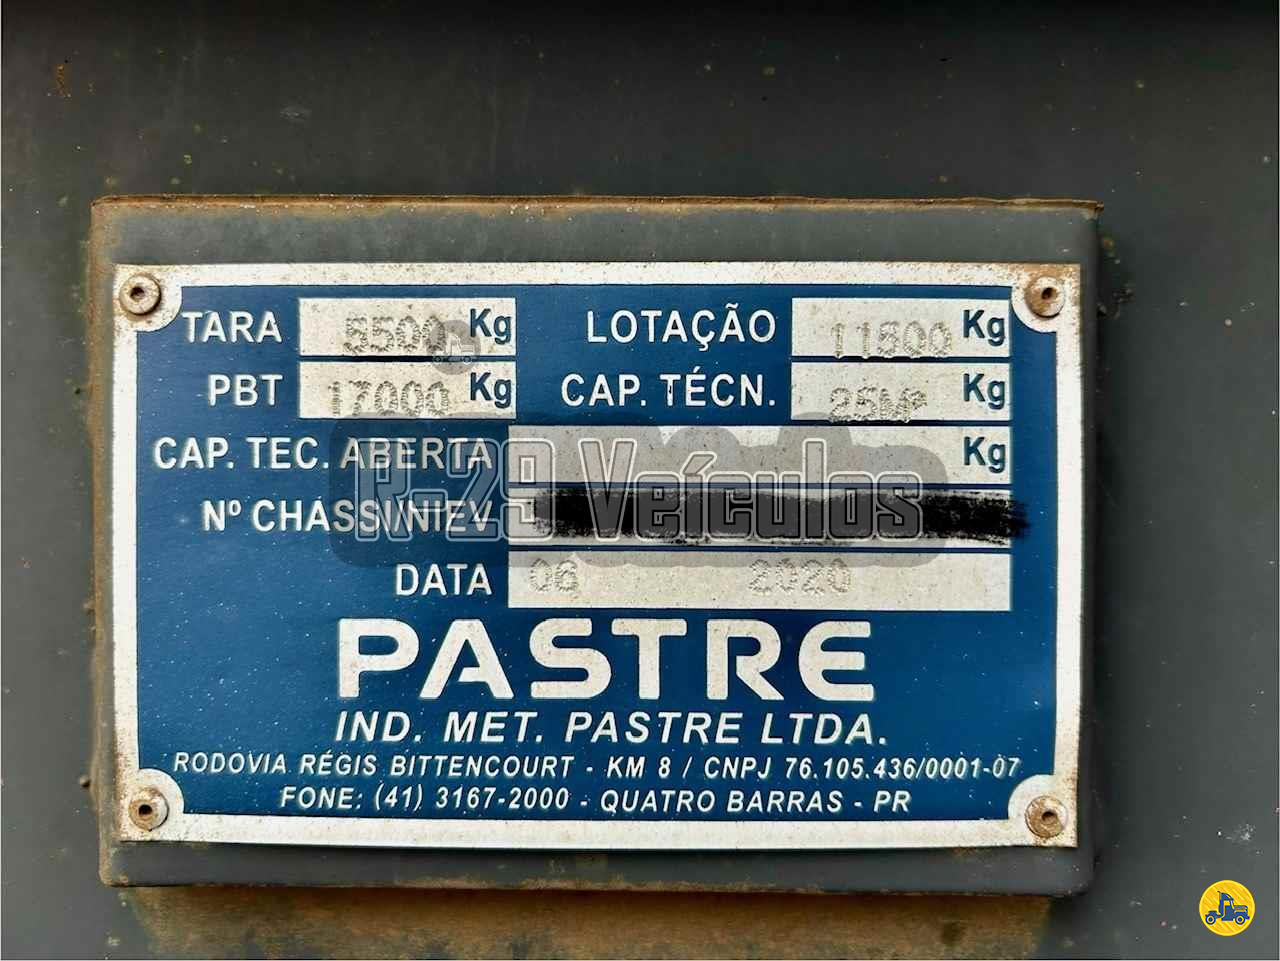 TARA 5500 Kg LOTAÇÃO 11500 Kg
PBT 17000 Kg CAP. TÉCN. 25Mº Kg
CAP. TEC. ABERTA Kg
R-29 Veículos
Nº CHASSI/NIEV
DATA 06 2020
PASTRE
IND. MET. PASTRE LTDA.
RODOVIA RÉGIS BITTENCOURT - KM 8 / CNPJ 76.105.436/0001-07
FONE: (41) 3167-2000 - QUATRO BARRAS - PR